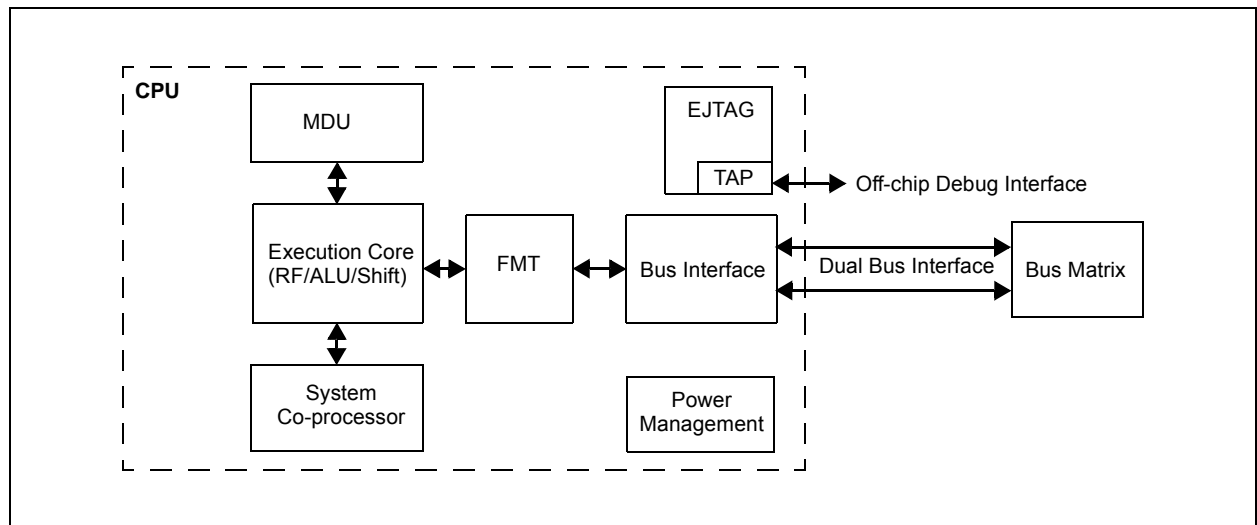 CPU
MDU
EJTAG
TAP
Off-chip Debug Interface
Execution Core
(RF/ALU/Shift)
FMT
Bus Interface
Dual Bus Interface
Bus Matrix
System
Co-processor
Power
Management